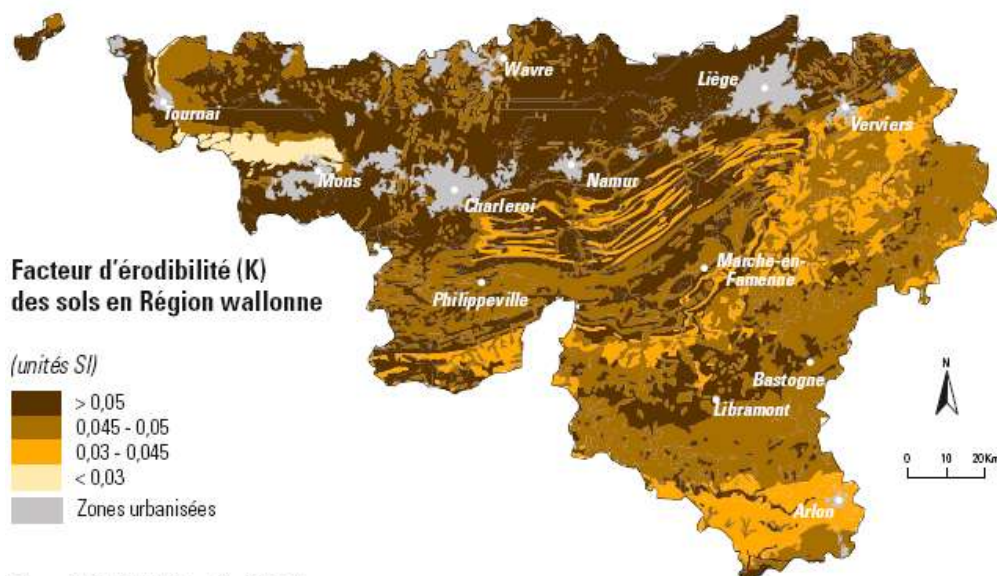 Wavre
Liège
Tournai
Verviers
Mons
Namur
Charleroi
Facteur d'érodibilité (K)
des sols en Région wallonne
Marche-en-
Famenne
Philippeville
(unités SI)
N
Bastogne
> 0,05
Libramont
0,045 - 0,05
0,03 - 0,045
0 10 20Km
< 0,03
Zones urbanisées
Arlon